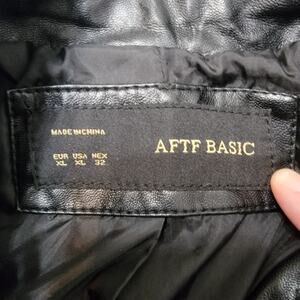 MADE IN CHINA
EUR USA MEX
XL XL 32
AFTF BASIC